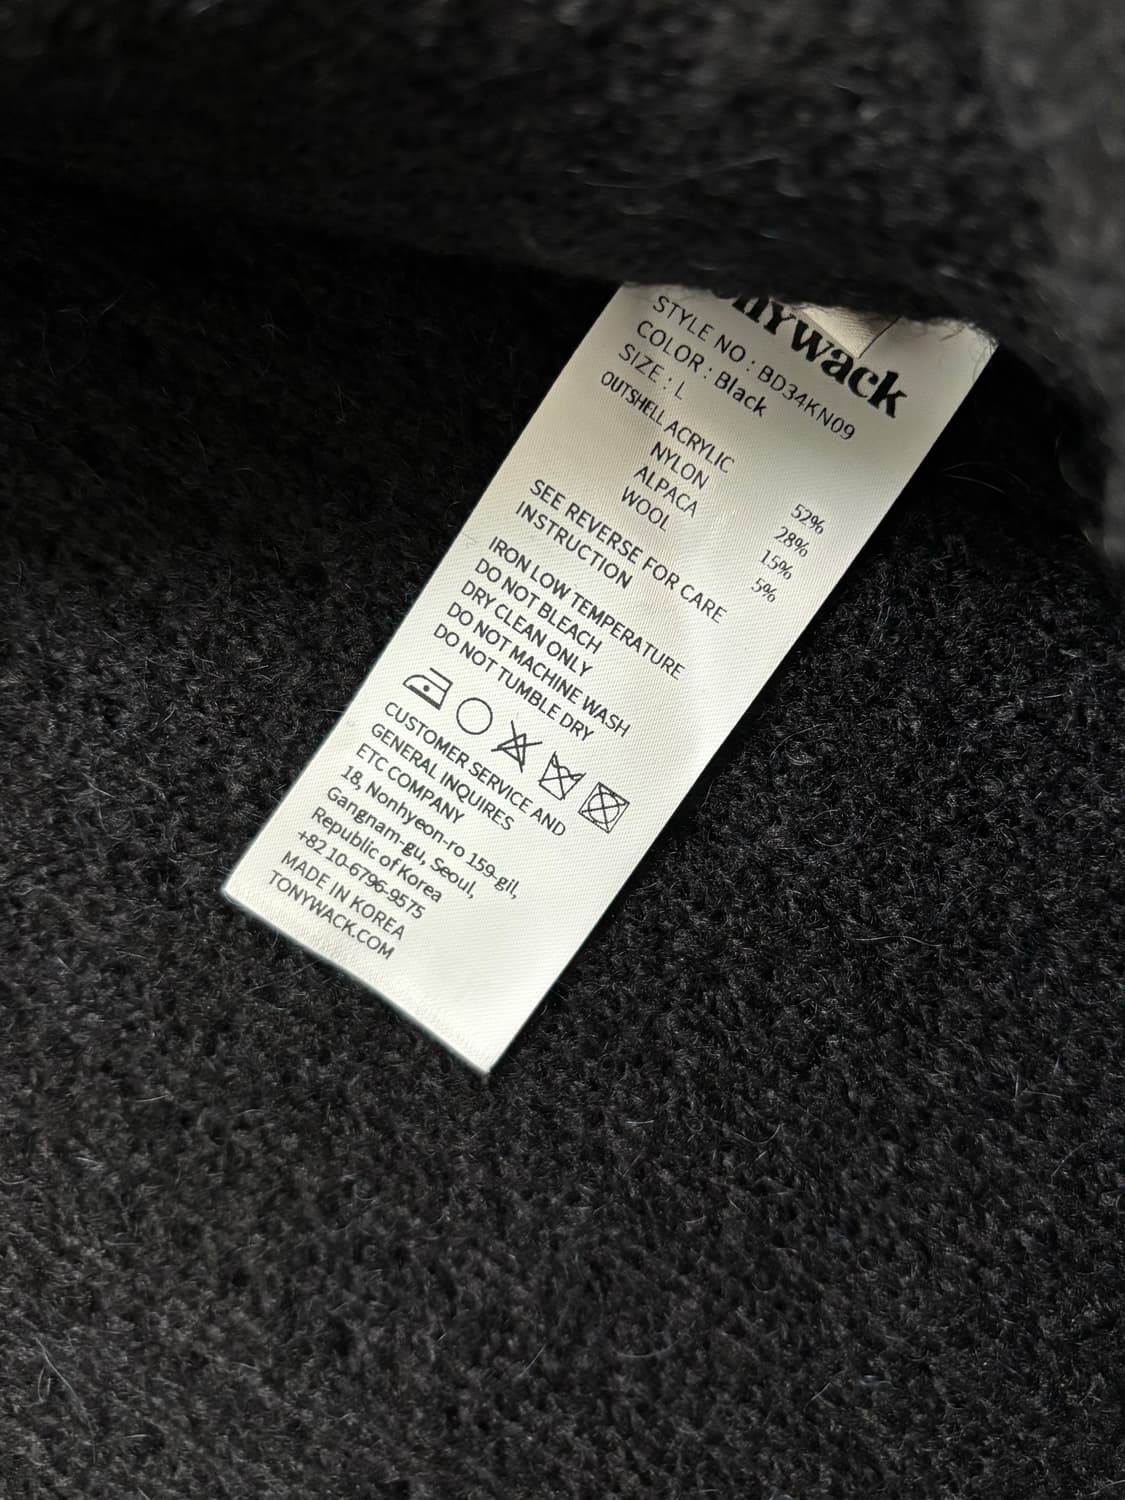 onywack
STYLE NO : BD34KN09
COLOR : Black
SIZE : L
OUTSHELL ACRYLIC 52%
NYLON 28%
ALPACA 15%
WOOL 5%
SEE REVERSE FOR CARE
INSTRUCTION
IRON LOW TEMPERATURE
DO NOT BLEACH
DRY CLEAN ONLY
DO NOT MACHINE WASH
DO NOT TUMBLE DRY
CUSTOMER SERVICE AND
GENERAL INQUIRES
ETC COMPANY
18, Nonhyeon-ro 159-gil,
Gangnam-gu, Seoul,
Republic of Korea
+82 10-6796-9575
MADE IN KOREA
TONYWACK.COM